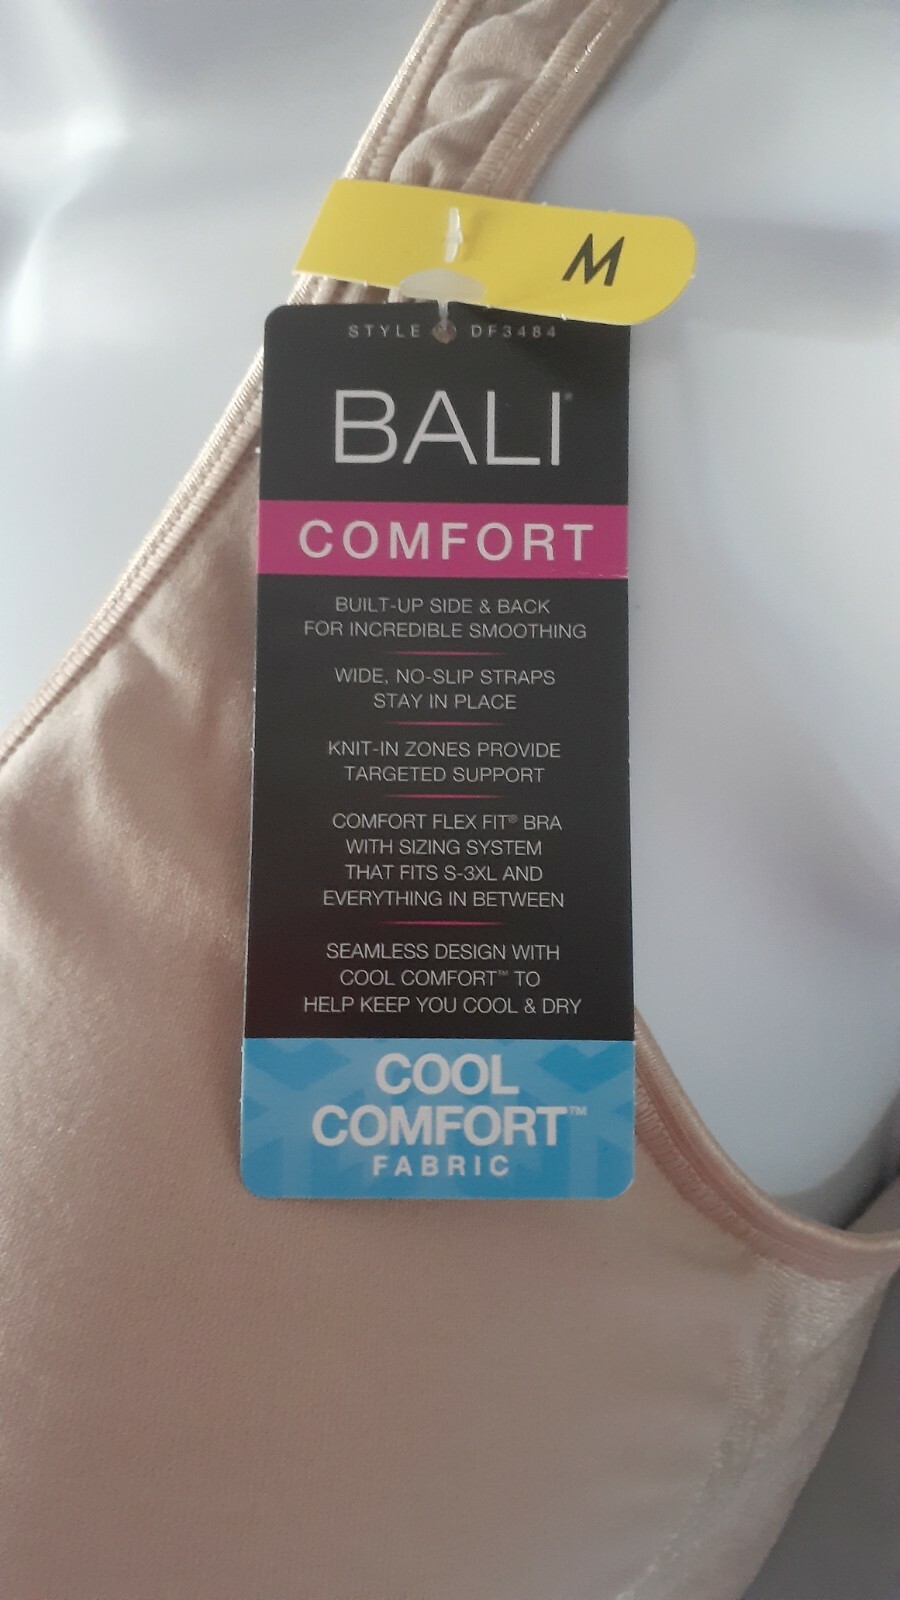 M
STYLE DF3484
BALI®
COMFORT
BUILT-UP SIDE & BACK
FOR INCREDIBLE SMOOTHING
WIDE, NO-SLIP STRAPS
STAY IN PLACE
KNIT-IN ZONES PROVIDE
TARGETED SUPPORT
COMFORT FLEX FIT® BRA
WITH SIZING SYSTEM
THAT FITS S-3XL AND
EVERYTHING IN BETWEEN
SEAMLESS DESIGN WITH
COOL COMFORT™ TO
HELP KEEP YOU COOL & DRY
COOL
COMFORT™
FABRIC